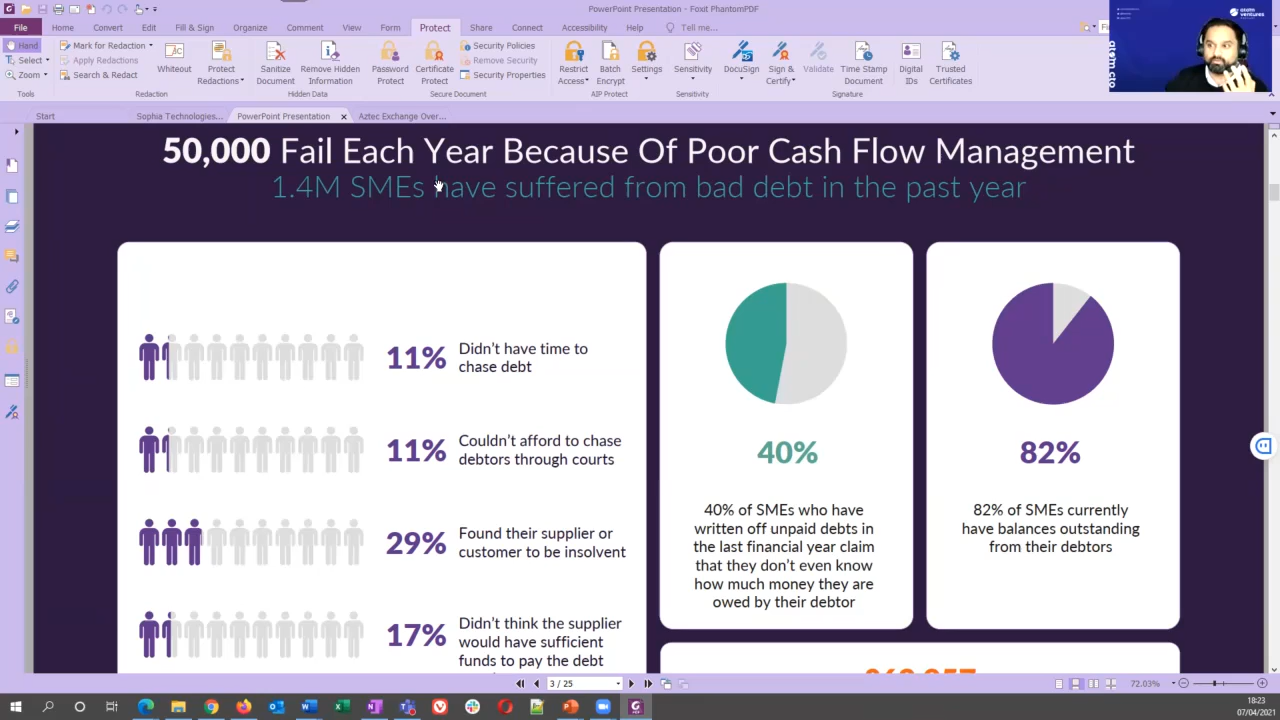 PowerPoint Presentation - Foxit PhantomPDF
File Home Convert Edit Fill & Sign Organize Comment View Form Protect Share Connect Accessibility Help Tell me...
Hand
Select
Zoom
Tools
Mark for Redaction
Apply Redactions
Search & Redact
Whiteout
Protect Redactions
Redaction
Sanitize Document
Remove Hidden Information
Hidden Data
Password Protect
Certificate Protect
Security Policies
Remove Security
Security Properties
Secure Document
Restrict Access
Batch Encrypt
Settings
AIP Protect
Sensitivity
Sensitivity
DocuSign
Sign & Certify
Validate
Time Stamp Document
Digital IDs
Trusted Certificates
Signature
Start Sophia Technologies... PowerPoint Presentation Aztec Exchange Over...
50,000 Fail Each Year Because Of Poor Cash Flow Management
1.4M SMEs have suffered from bad debt in the past year
11% Didn't have time to
chase debt
11% Couldn't afford to chase
debtors through courts
29% Found their supplier or
customer to be insolvent
17% Didn't think the supplier
would have sufficient
funds to pay the debt
40%
40% of SMEs who have
written off unpaid debts in
the last financial year claim
that they don't even know
how much money they are
owed by their debtor
82%
82% of SMEs currently
have balances outstanding
from their debtors
3 / 25
72.03%
18:23
07/04/2021